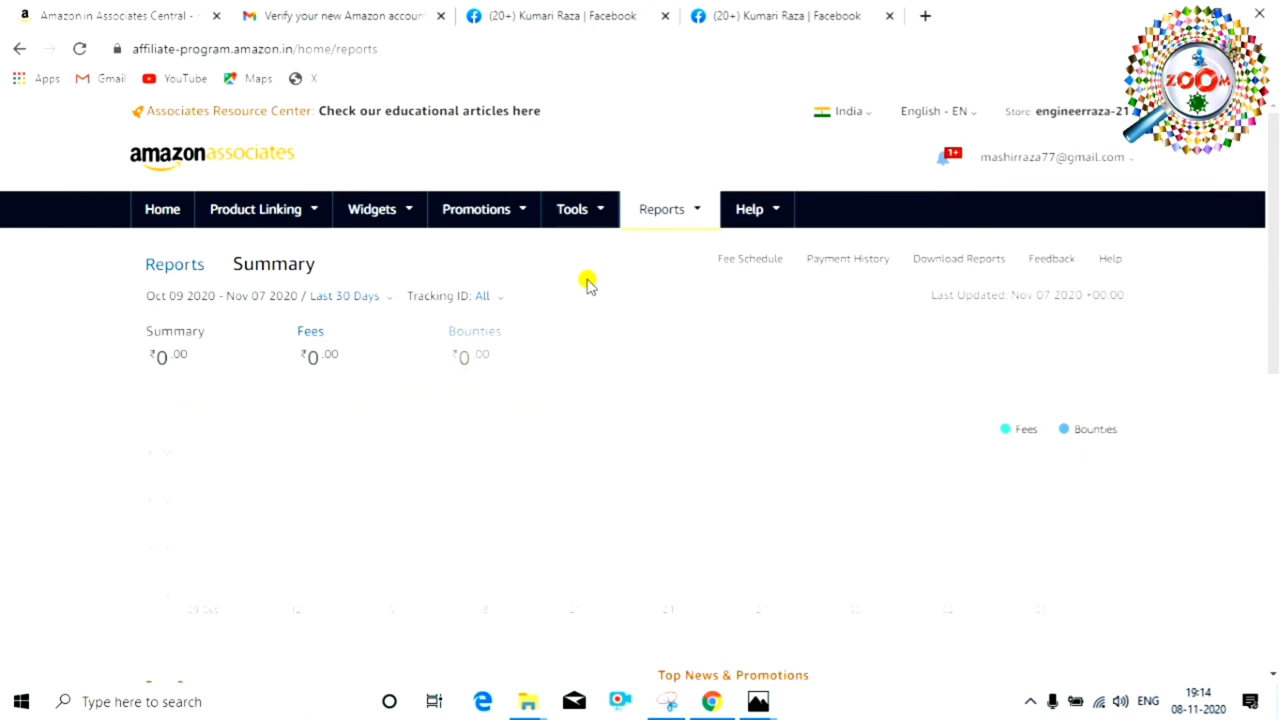 Amazon.in Associates Central -
Verify your new Amazon accoun
(20+) Kumari Raza | Facebook
(20+) Kumari Raza | Facebook
affiliate-program.amazon.in/home/reports
Apps Gmail YouTube Maps X
ZOOM
Associates Resource Center: Check our educational articles here
India English - EN Store: engineerraza-21
amazonassociates
1+ mashirraza77@gmail.com
Home Product Linking Widgets Promotions Tools Reports Help
Reports Summary
Fee Schedule Payment History Download Reports Feedback Help
Oct 09 2020 - Nov 07 2020 / Last 30 Days Tracking ID: All
Last Updated: Nov 07 2020 +00:00
Summary Fees Bounties
₹0.00 ₹0.00 ₹0.00
Fees Bounties
Top News & Promotions
Type here to search
ENG
19:14
08-11-2020